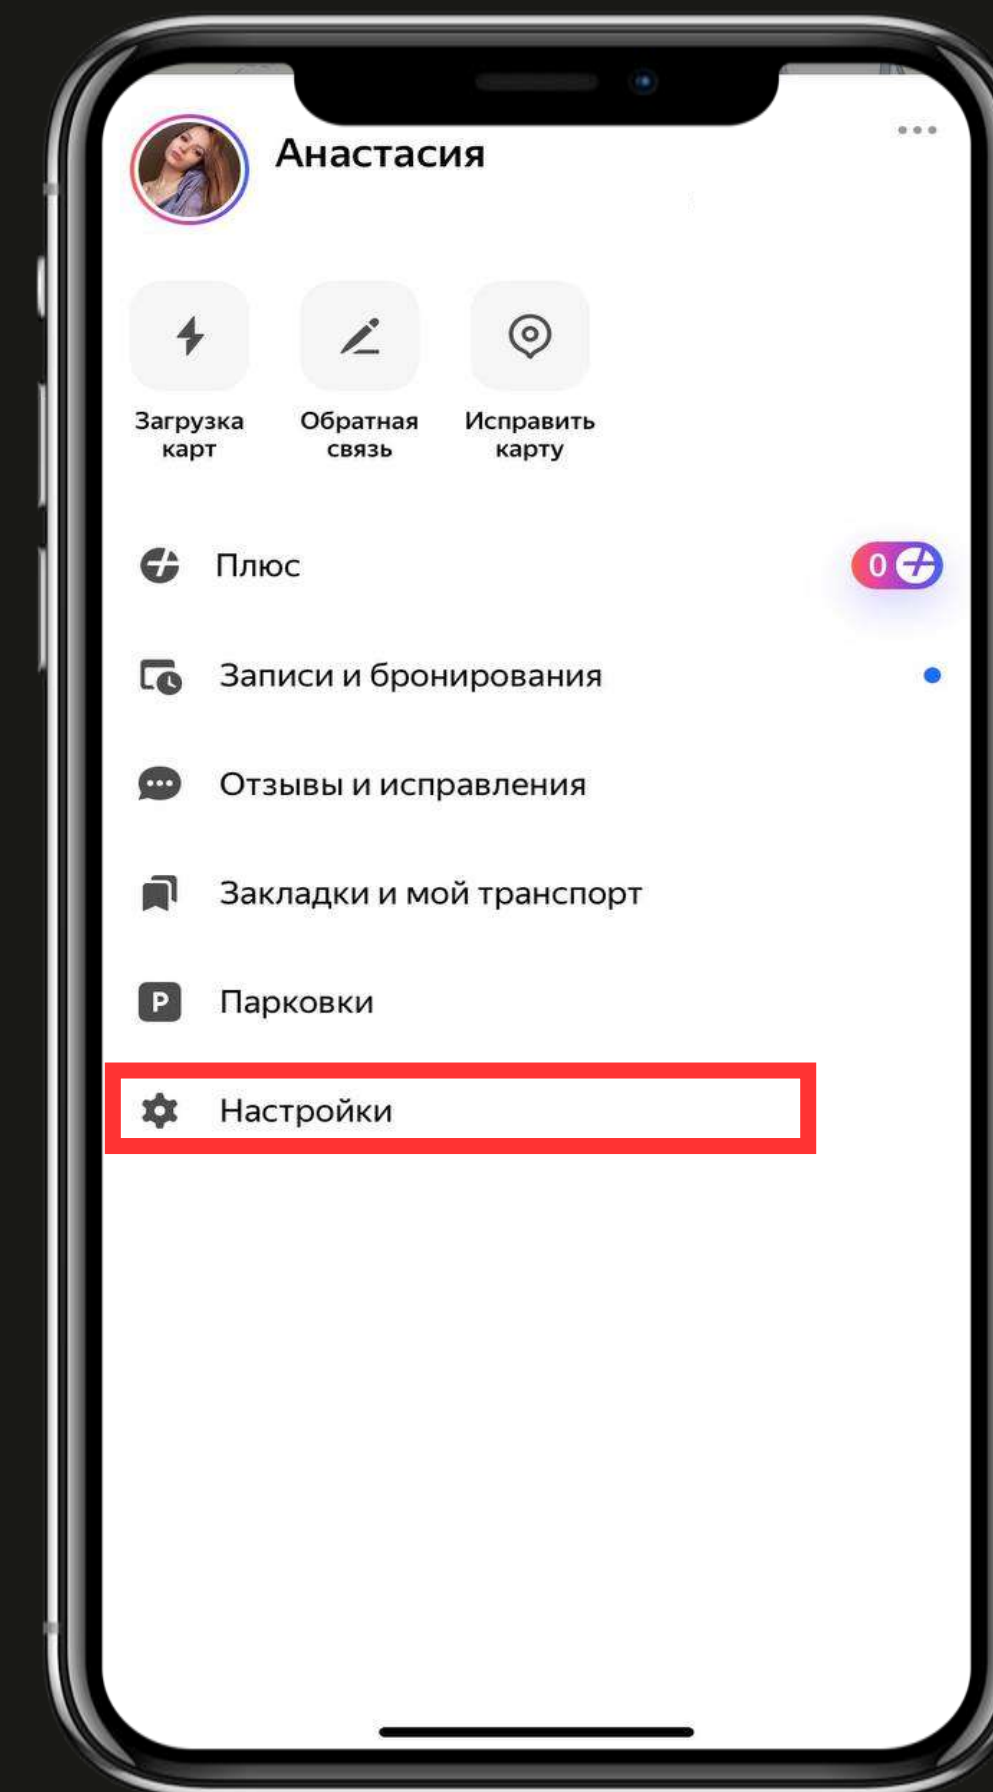 Анастасия
Загрузка
карт
Обратная
связь
Исправить
карту
Плюс
0
Записи и бронирования
Отзывы и исправления
Закладки и мой транспорт
P
Парковки
Настройки